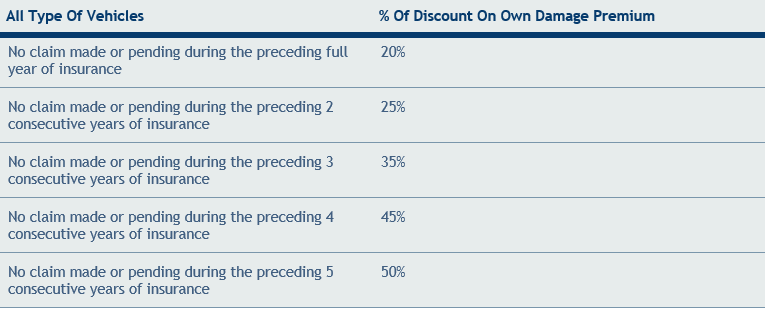 All Type Of Vehicles % Of Discount On Own Damage Premium
No claim made or pending during the preceding full 20%
year of insurance
No claim made or pending during the preceding 2 25%
consecutive years of insurance
No claim made or pending during the preceding 3 35%
consecutive years of insurance
No claim made or pending during the preceding 4 45%
consecutive years of insurance
No claim made or pending during the preceding 5 50%
consecutive years of insurance